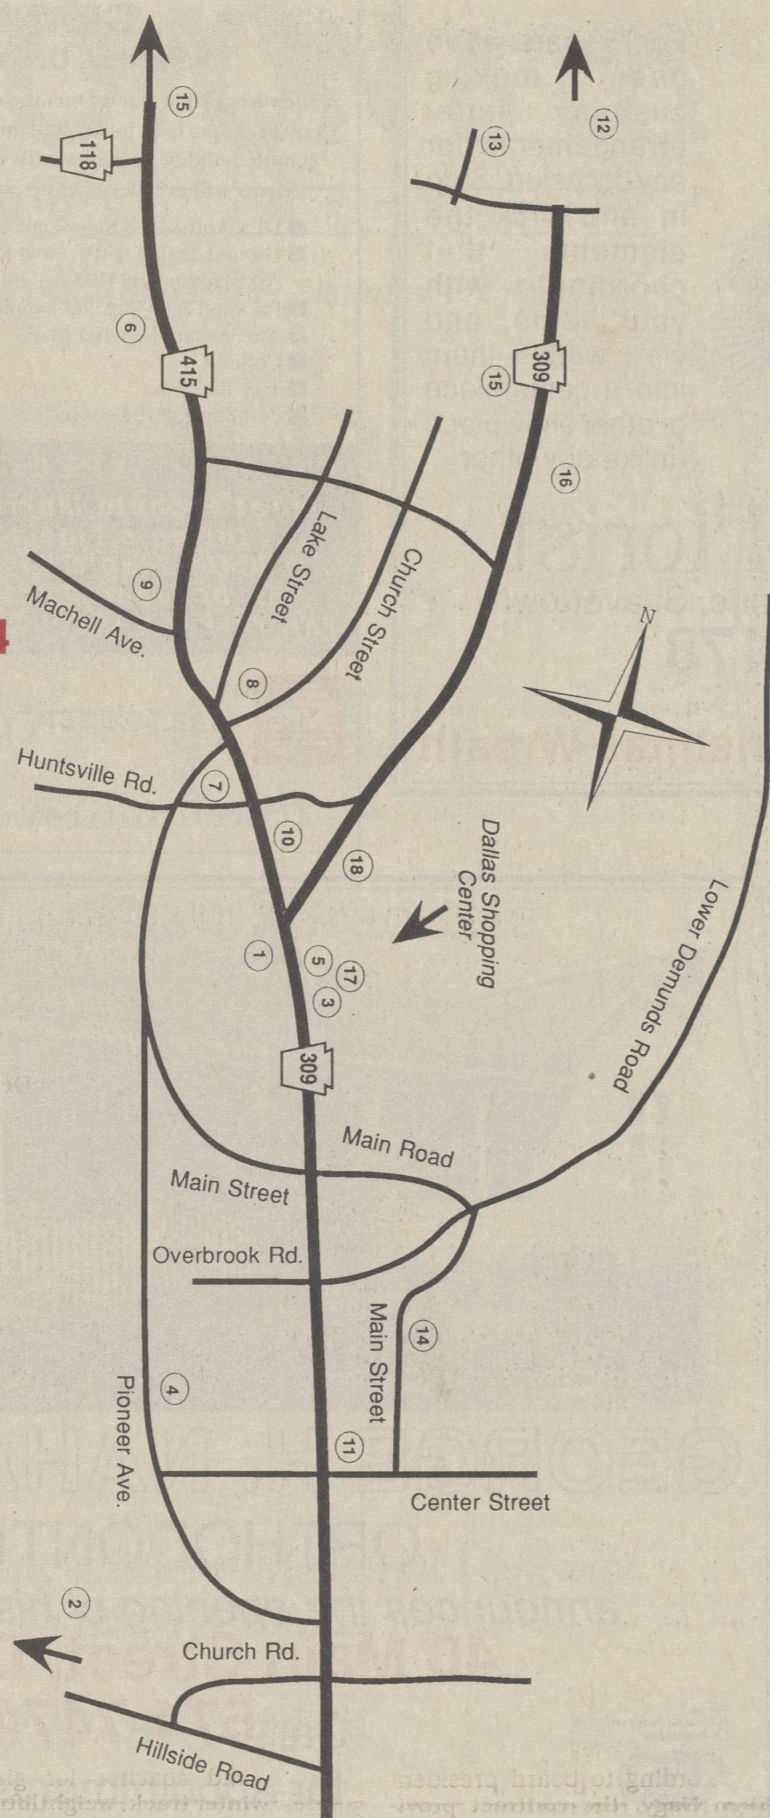 15
12
13
118
6
415
309
15
16
Lake Street
Church Street
9
Machell Ave.
N
8
Huntsville Rd.
7
10
18
Dallas Shopping
Center
Lower Demunds Road
1
5
17
3
309
Main Road
Main Street
Overbrook Rd.
Main Street
14
4
Pioneer Ave.
11
Center Street
2
Church Rd.
Hillside Road